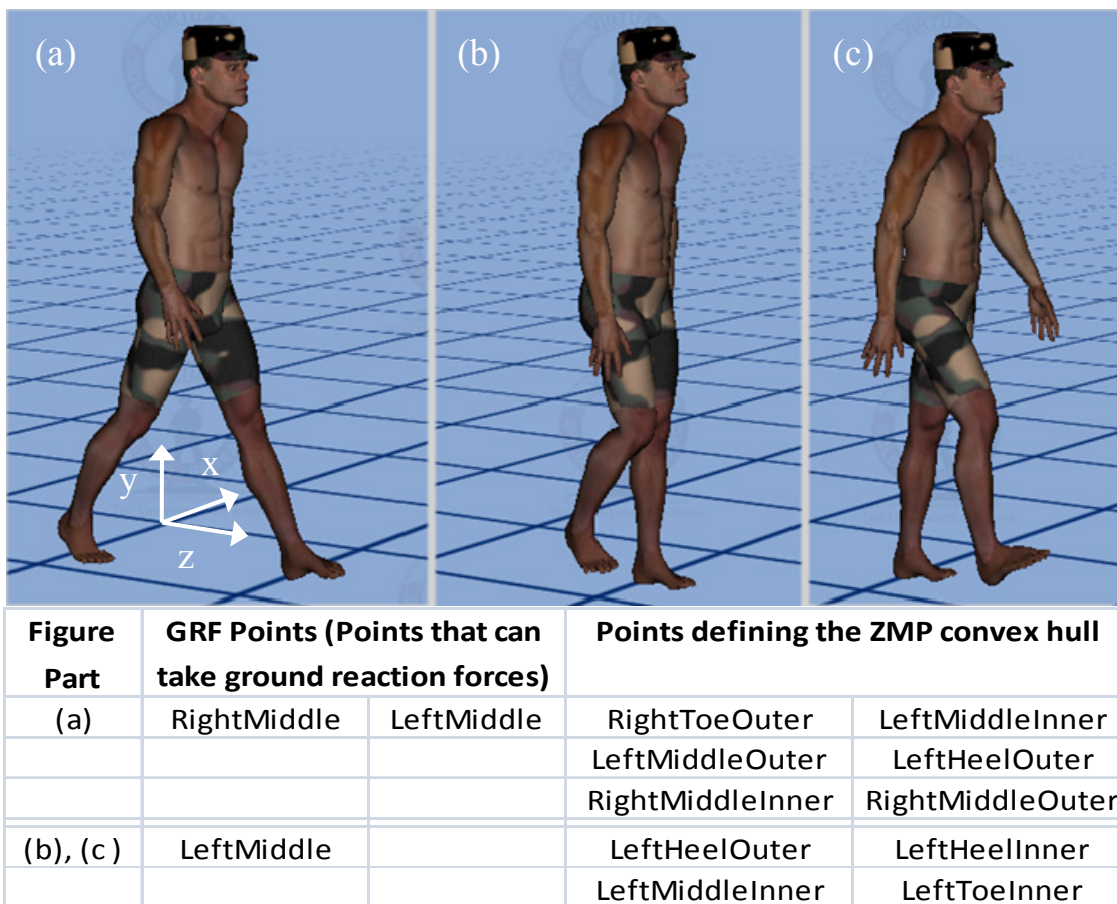 (a)
(b)
(c)
y
x
z
Figure Part
GRF Points (Points that can take ground reaction forces)
Points defining the ZMP convex hull
(a) RightMiddle LeftMiddle RightToeOuter LeftMiddleInner
LeftMiddleOuter LeftHeelOuter
RightMiddleInner RightMiddleOuter
(b), (c ) LeftMiddle LeftHeelOuter LeftHeelInner
LeftMiddleInner LeftToeInner